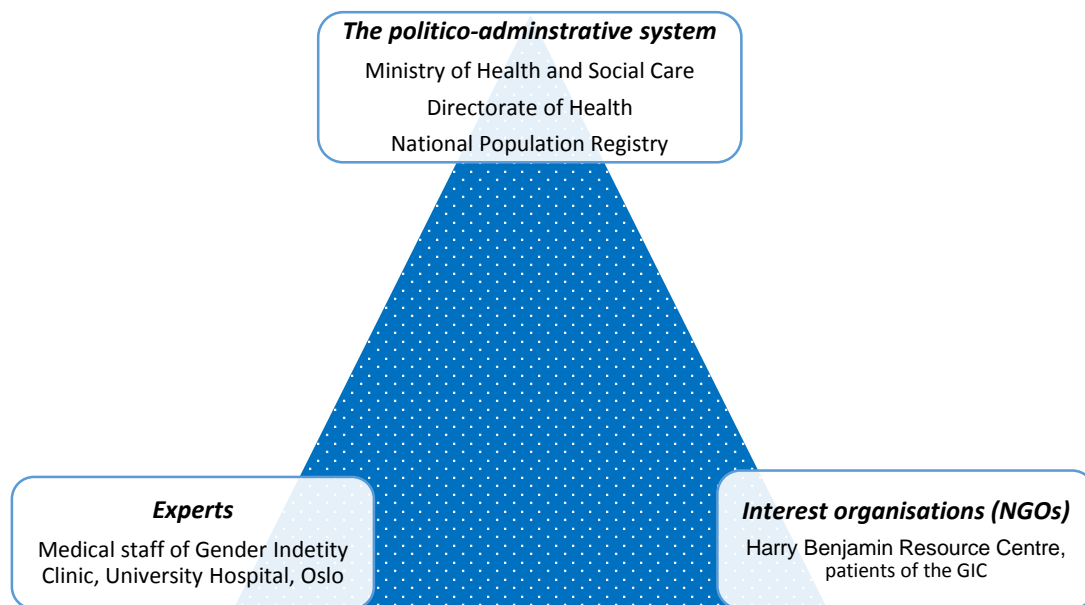 The politico-adminstrative system
Ministry of Health and Social Care
Directorate of Health
National Population Registry
Experts
Medical staff of Gender Indetity
Clinic, University Hospital, Oslo
Interest organisations (NGOs)
Harry Benjamin Resource Centre,
patients of the GIC